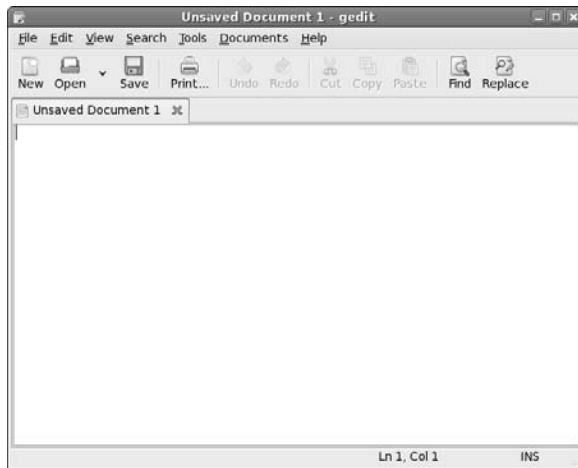 Unsaved Document 1 - gedit
File Edit View Search Tools Documents Help
New Open Save Print... Undo Redo Cut Copy Paste Find Replace
Unsaved Document 1
Ln 1, Col 1 INS